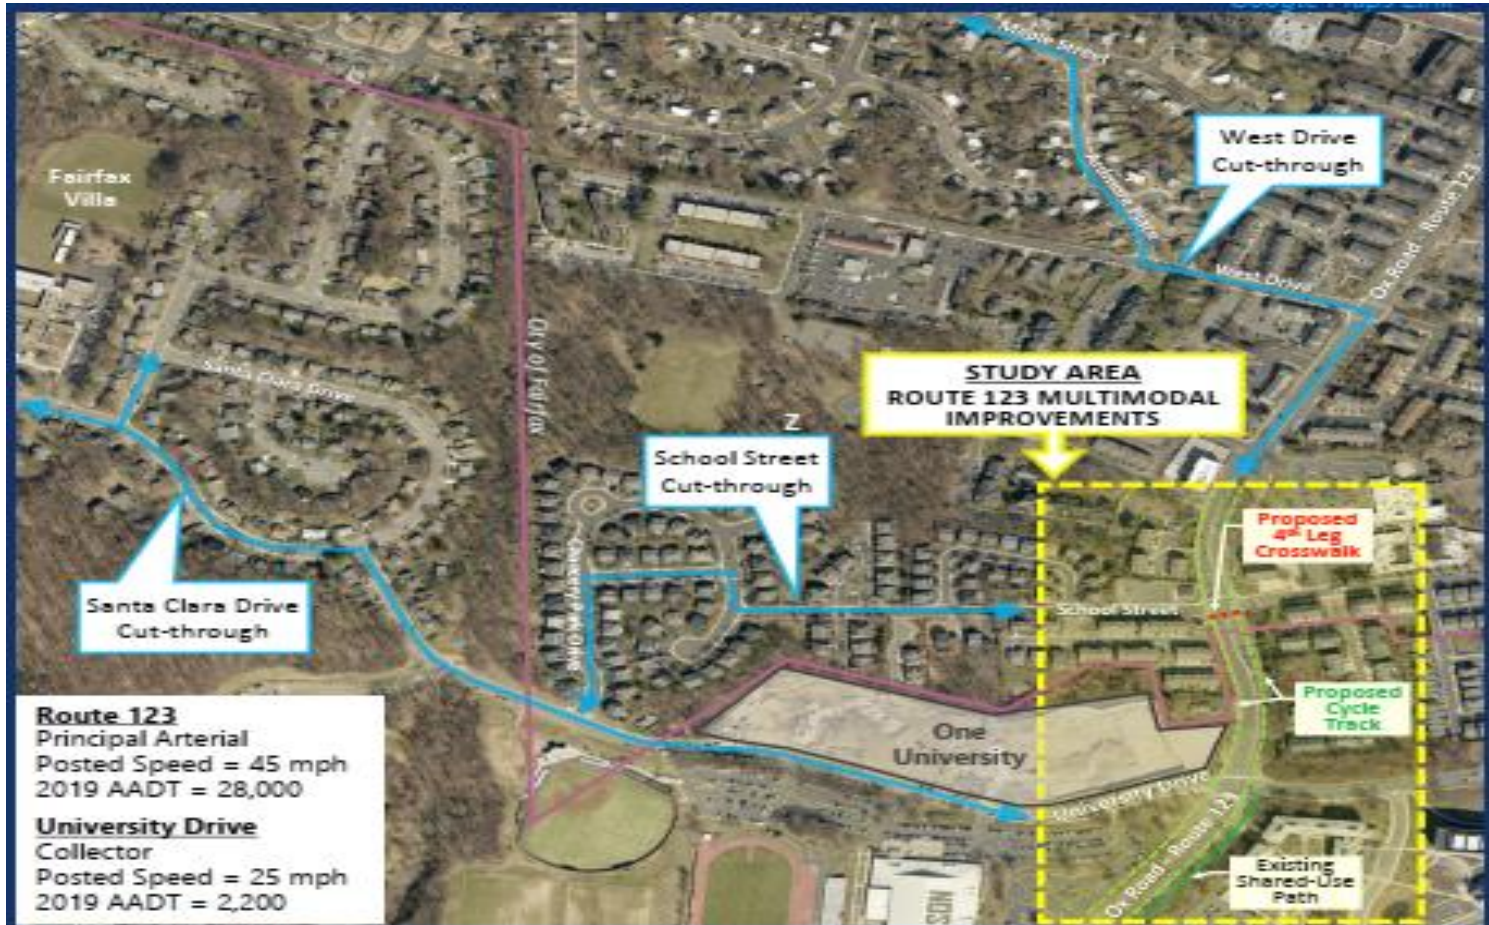 Maple Street
West Drive
Cut-through
Fairfax
Villa
West Drive
Ox Road - Route 123
City of Fairfax
Santa Clara Drive
STUDY AREA
ROUTE 123 MULTIMODAL
IMPROVEMENTS
Z
School Street
Cut-through
Proposed
4th Leg
Crosswalk
Santa Clara Drive
Cut-through
School Street
Proposed
Cycle
Track
One
University
University Drive
Ox Road - Route 123
Existing
Shared-Use
Path
Route 123
Principal Arterial
Posted Speed = 45 mph
2019 AADT = 28,000
University Drive
Collector
Posted Speed = 25 mph
2019 AADT = 2,200